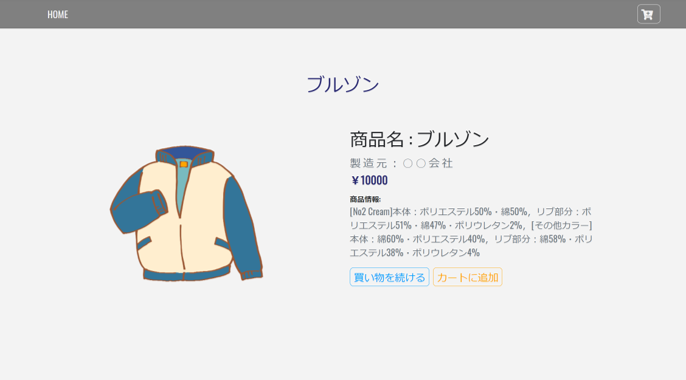 HOME
ブルゾン
商品名 : ブルゾン
製造元：○○会社
￥10000
商品情報:
[No2 Cream]本体：ポリエステル50%・綿50%，リブ部分：ポ
リエステル51%・綿47%・ポリウレタン2%，[その他カラー]
本体：綿60%・ポリエステル40%，リブ部分：綿58%・ポリ
エステル38%・ポリウレタン4%
買い物を続ける カートに追加